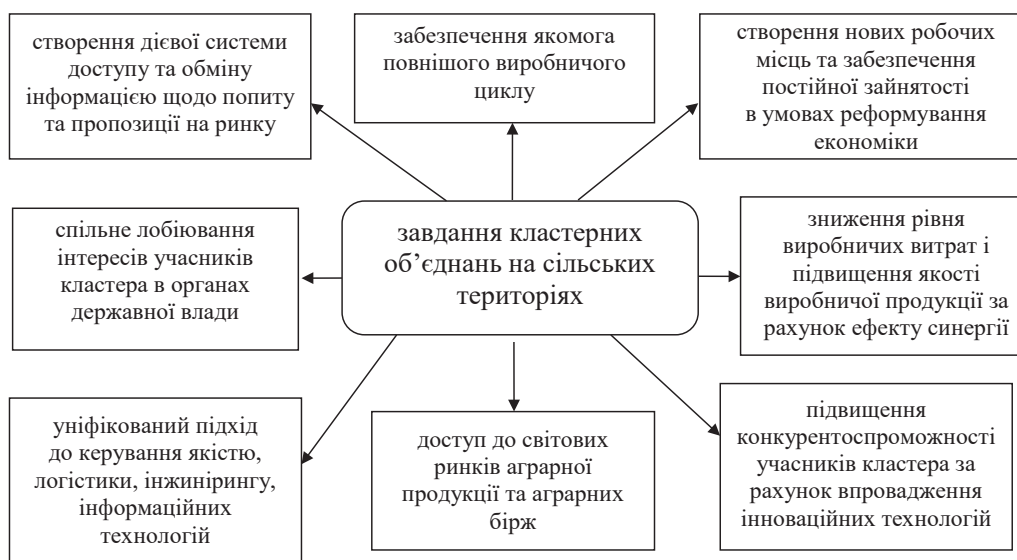 створення дієвої системи
доступу та обміну
інформацією щодо попиту
та пропозиції на ринку
забезпечення якомога
повнішого виробничого
циклу
створення нових робочих
місць та забезпечення
постійної зайнятості
в умовах реформування
економіки
спільне лобіювання
інтересів учасників
кластера в органах
державної влади
завдання кластерних
об’єднань на сільських
територіях
зниження рівня
виробничих витрат і
підвищення якості
виробничої продукції за
рахунок ефекту синергії
уніфікований підхід
до керування якістю,
логістики, інжинірингу,
інформаційних
технологій
доступ до світових
ринків аграрної
продукції та аграрних
бірж
підвищення
конкурентоспроможності
учасників кластера за
рахунок впровадження
інноваційних технологій